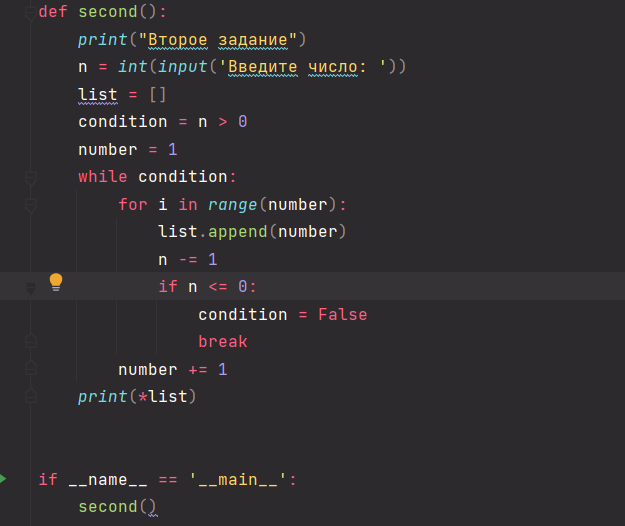 def second():
    print("Второе задание")
    n = int(input('Введите число: '))
    list = []
    condition = n > 0
    number = 1
    while condition:
        for i in range(number):
            list.append(number)
            n -= 1
            if n <= 0:
                condition = False
                break
        number += 1
    print(*list)
if __name__ == '__main__':
    second()